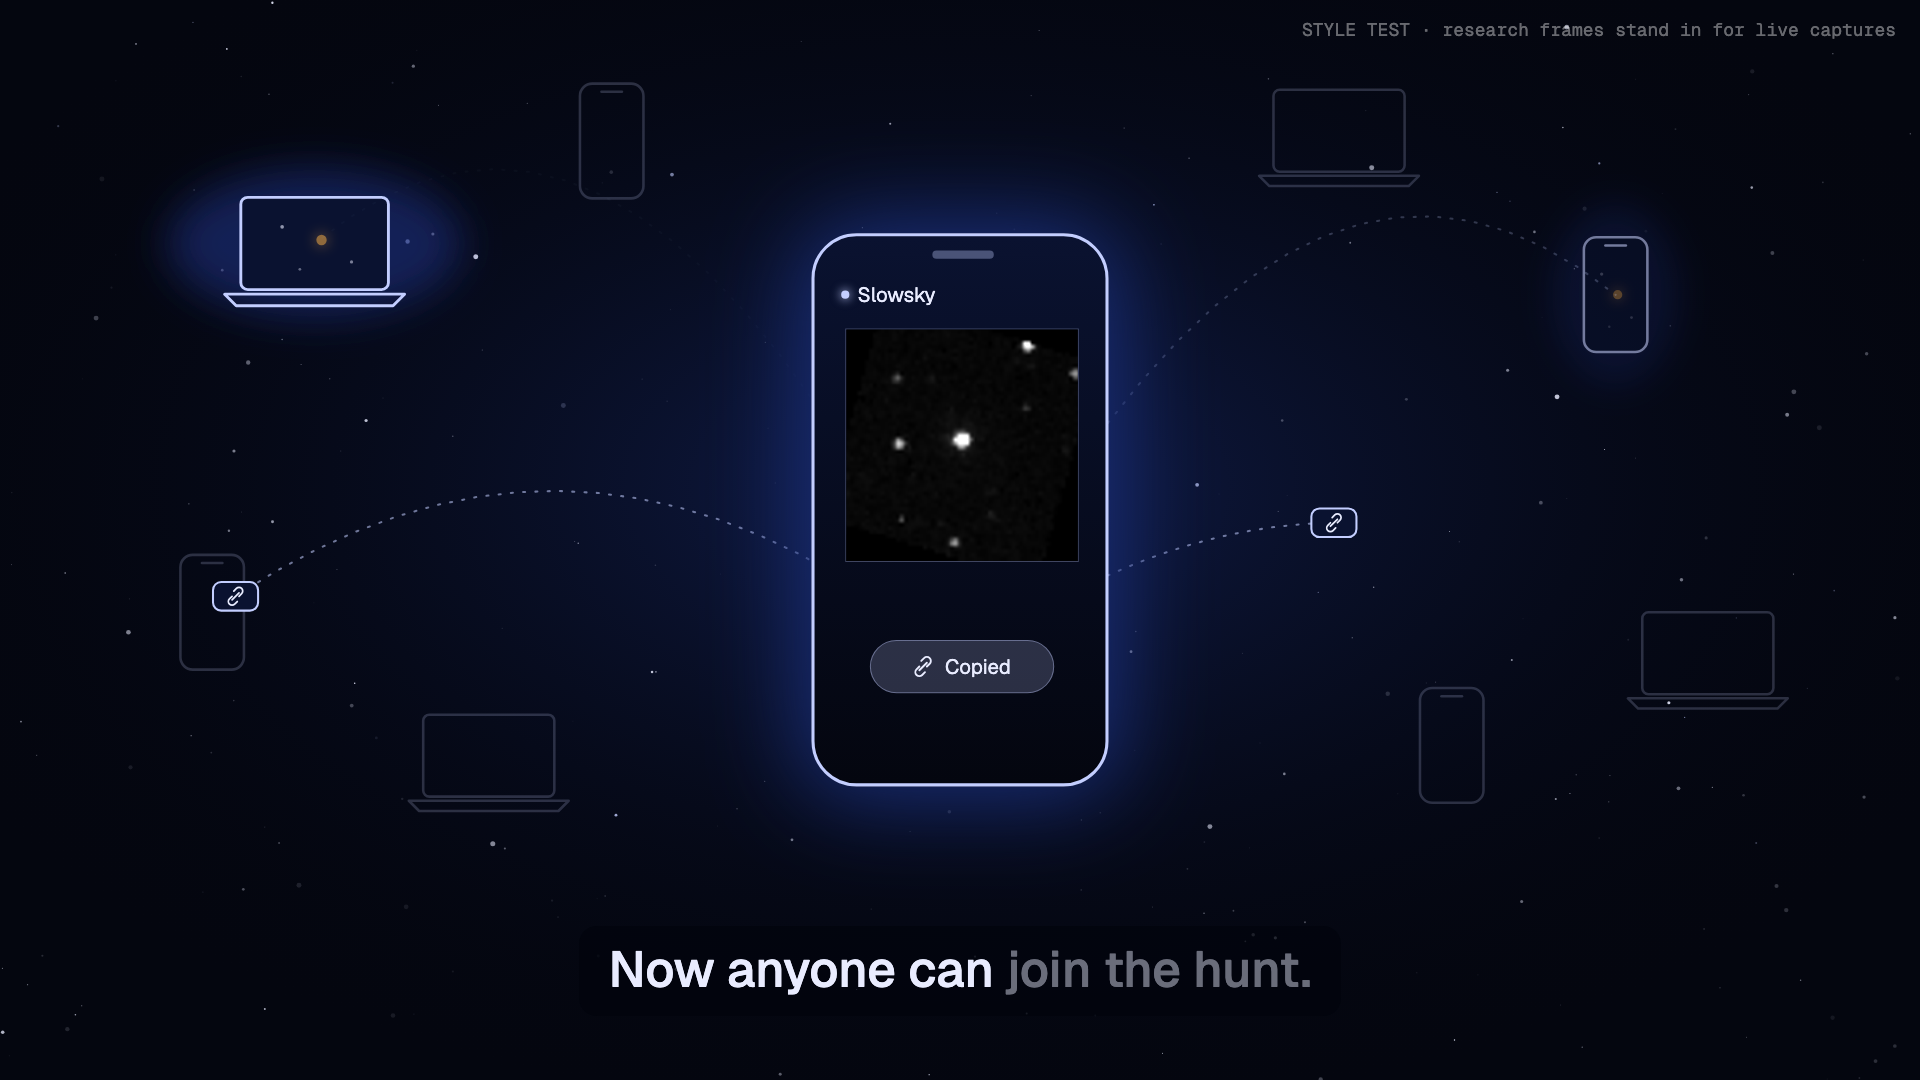 STYLE TEST · research frames stand in for live captures
Slowsky
Copied
Now anyone can join the hunt.